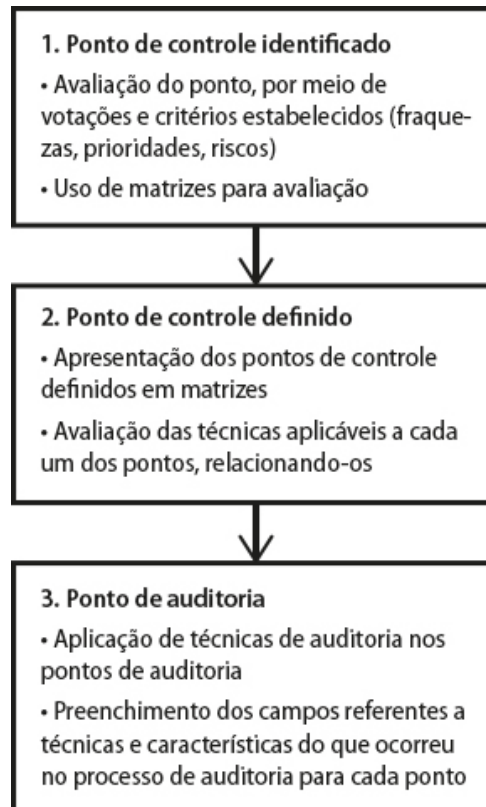 1. Ponto de controle identificado
• Avaliação do ponto, por meio de
votações e critérios estabelecidos (fraque-
zas, prioridades, riscos)
• Uso de matrizes para avaliação
2. Ponto de controle definido
• Apresentação dos pontos de controle
definidos em matrizes
• Avaliação das técnicas aplicáveis a cada
um dos pontos, relacionando-os
3. Ponto de auditoria
• Aplicação de técnicas de auditoria nos
pontos de auditoria
• Preenchimento dos campos referentes a
técnicas e características do que ocorreu
no processo de auditoria para cada ponto